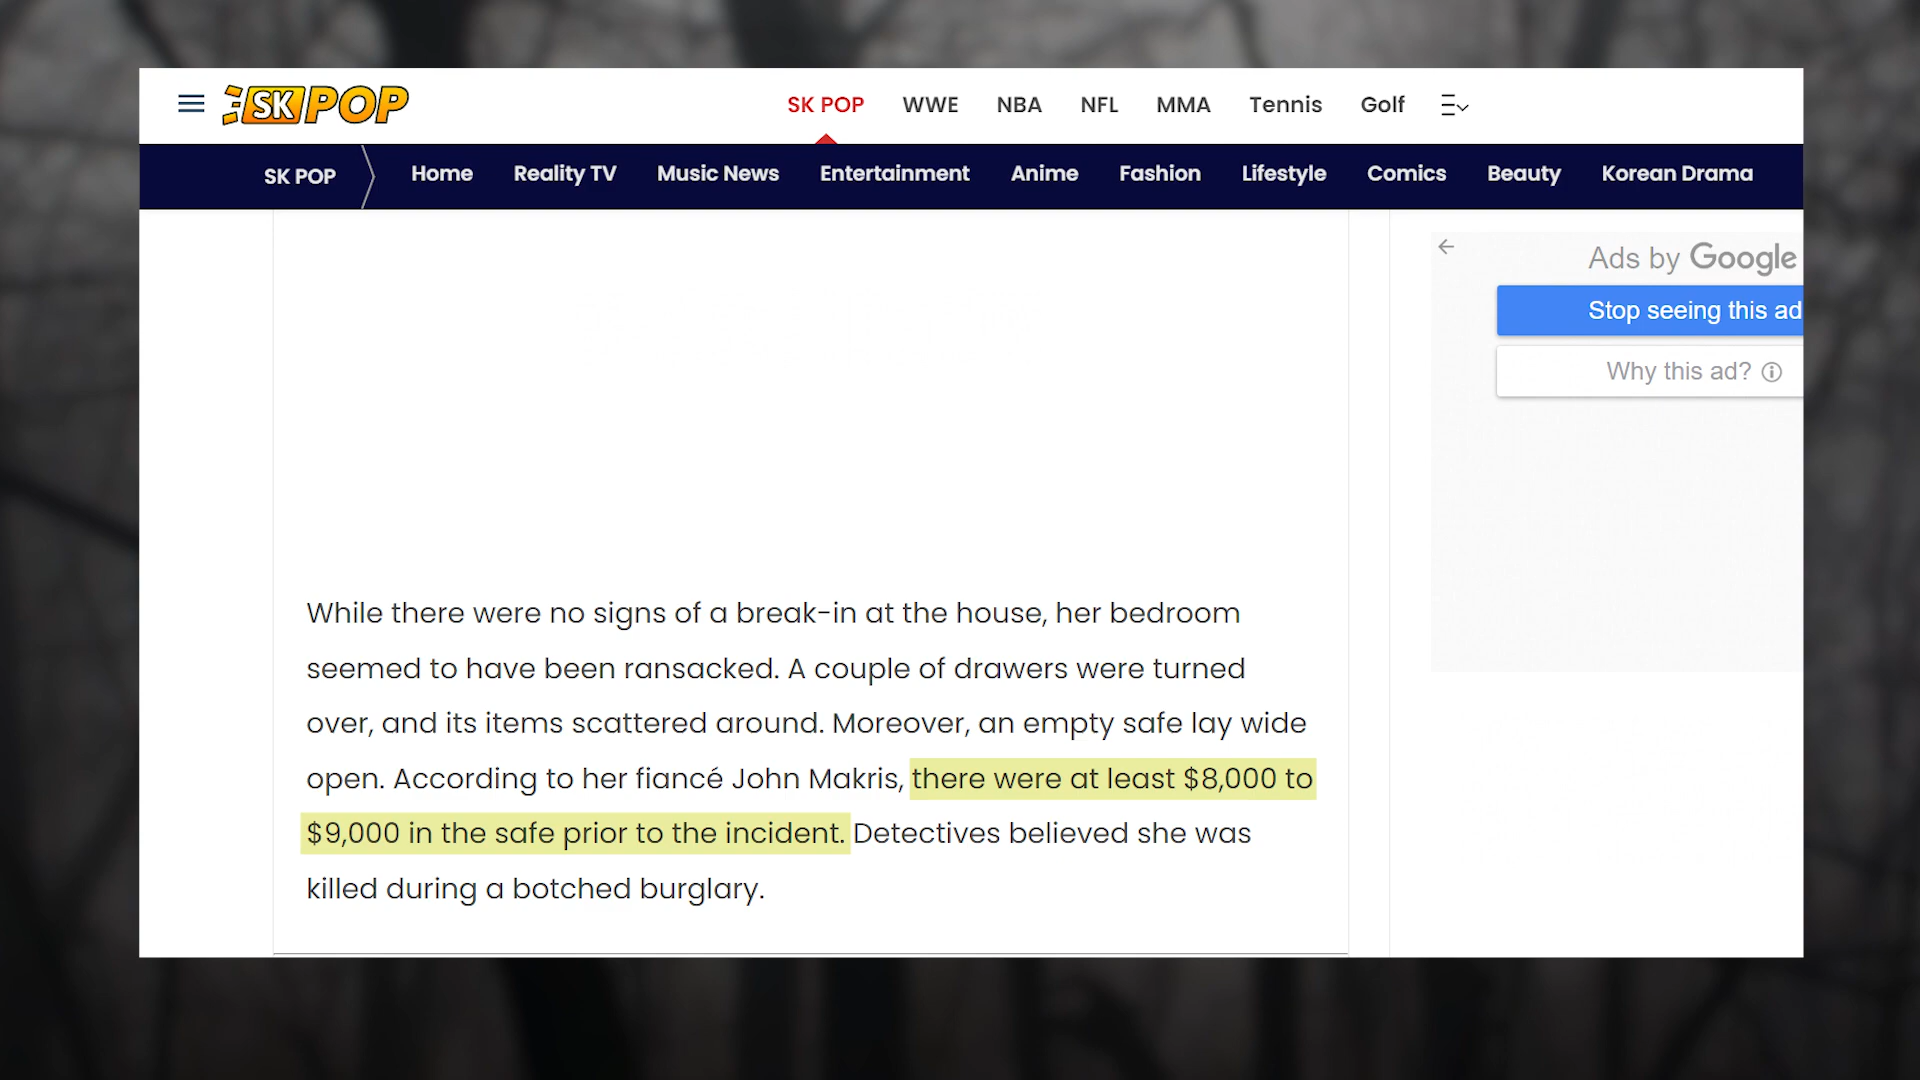 SK POP
SK POP WWE NBA NFL MMA Tennis Golf
SK POP Home Reality TV Music News Entertainment Anime Fashion Lifestyle Comics Beauty Korean Drama
Ads by Google
Stop seeing this ad
Why this ad?
While there were no signs of a break-in at the house, her bedroom
seemed to have been ransacked. A couple of drawers were turned
over, and its items scattered around. Moreover, an empty safe lay wide
open. According to her fiancé John Makris, there were at least $8,000 to
$9,000 in the safe prior to the incident. Detectives believed she was
killed during a botched burglary.